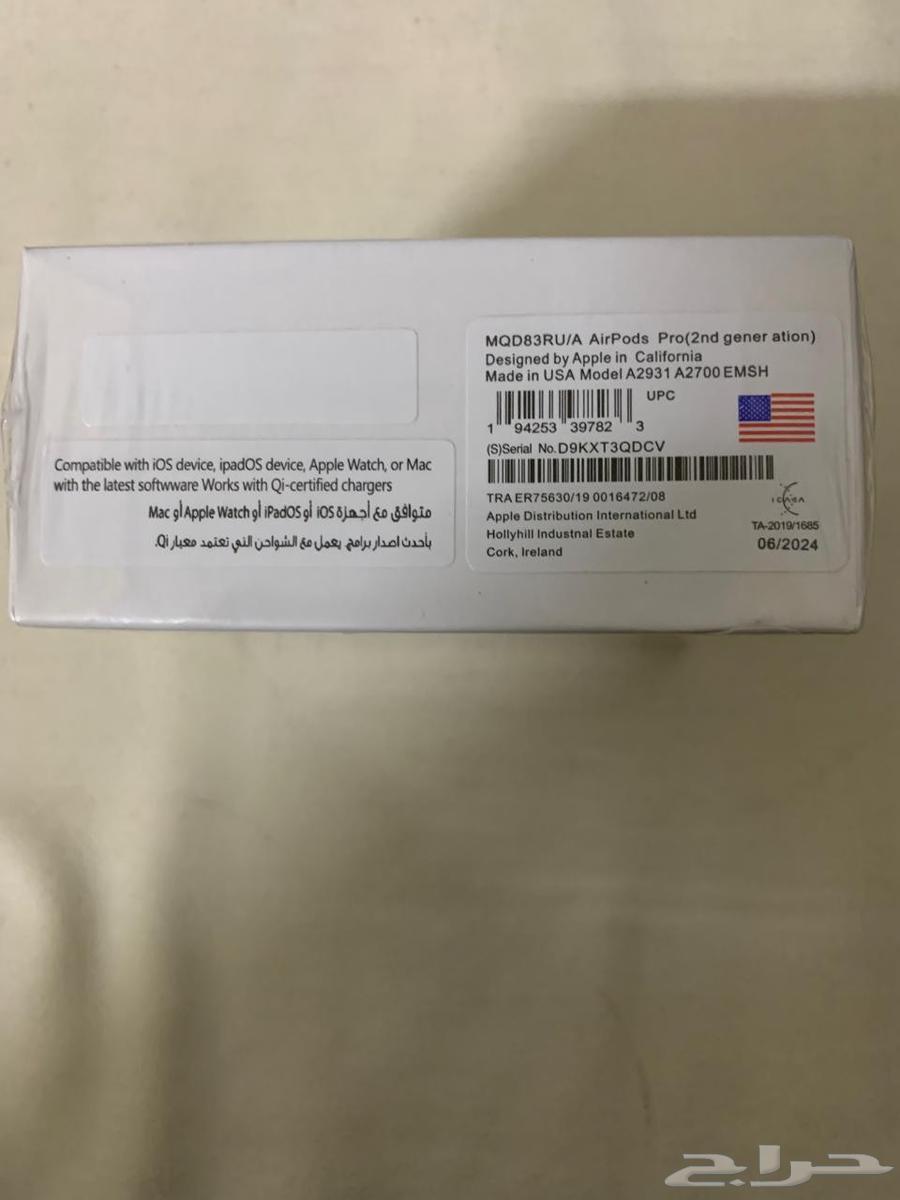 Compatible with iOS device, ipadOS device, Apple Watch, or Mac
with the latest softwware Works with Qi-certified chargers
متوافق مع أجهزة iOS أو iPadOS أو Apple Watch أو Mac
بأحدث اصدار برامج. يعمل مع الشواحن التي تعتمد معيار Qi.
MQD83RU/A AirPods Pro(2nd gener ation)
Designed by Apple in California
Made in USA Model A2931 A2700 EMSH
UPC
1 94253 39782 3
(S)Serial No. D9KXT3QDCV
TRA ER75630/19 0016472/08
Apple Distribution International Ltd
Hollyhill Industnal Estate
Cork, Ireland
ICASA
TA-2019/1685
06/2024
حراج